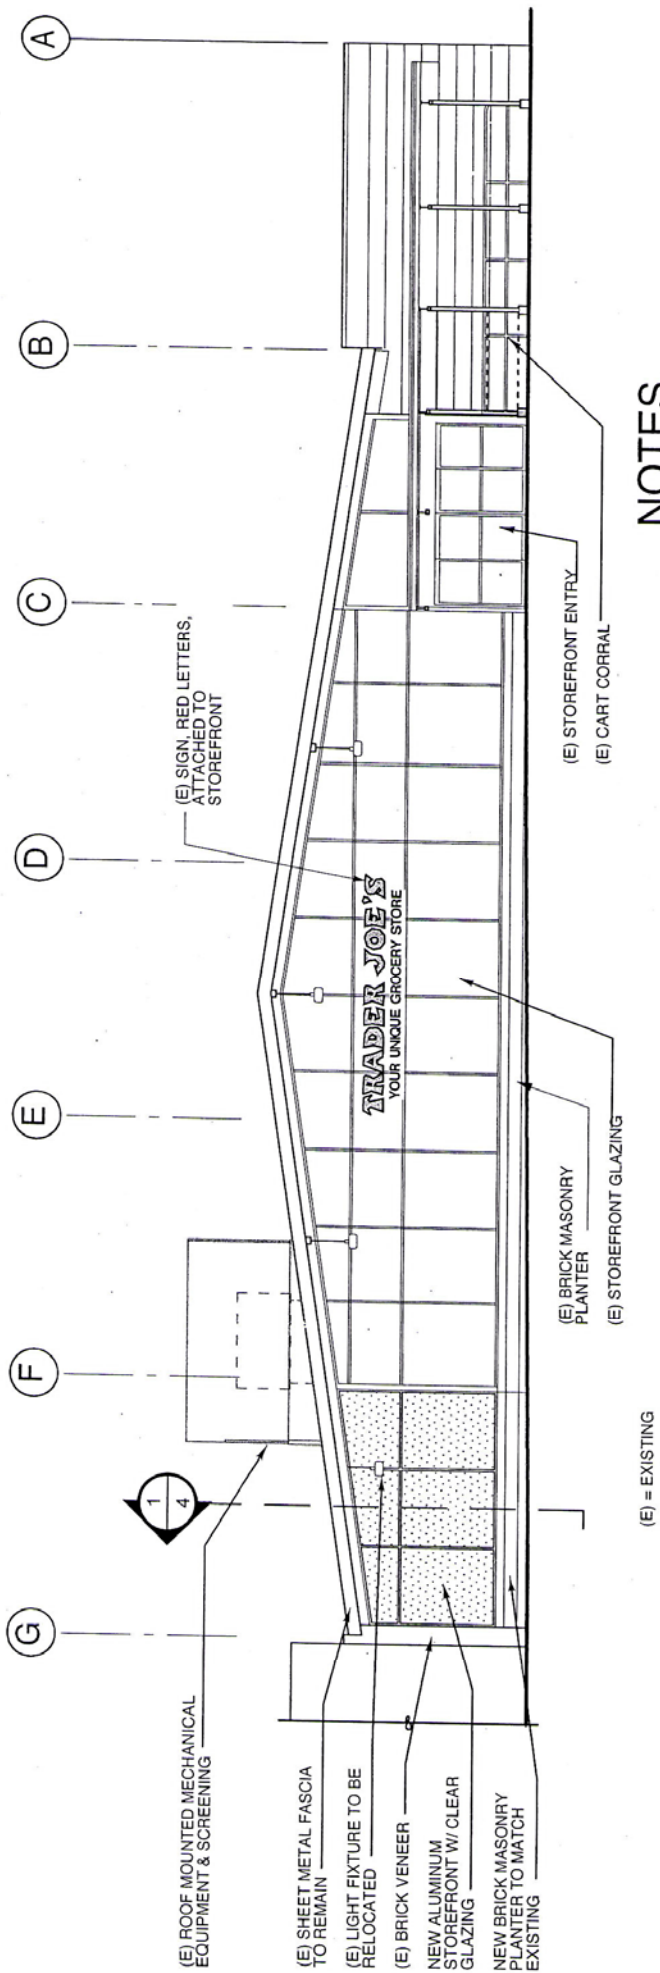 G
F
E
D
C
B
A
1
4
(E) ROOF MOUNTED MECHANICAL
EQUIPMENT & SCREENING
(E) SIGN, RED LETTERS,
ATTACHED TO
STOREFRONT
TRADER JOE'S
YOUR UNIQUE GROCERY STORE
(E) SHEET METAL FASCIA
TO REMAIN
(E) LIGHT FIXTURE TO BE
RELOCATED
(E) BRICK VENEER
NEW ALUMINUM
STOREFRONT W/ CLEAR
GLAZING
NEW BRICK MASONRY
PLANTER TO MATCH
EXISTING
(E) BRICK MASONRY
PLANTER
(E) STOREFRONT GLAZING
(E) STOREFRONT ENTRY
(E) CART CORRAL
(E) = EXISTING
NOTES